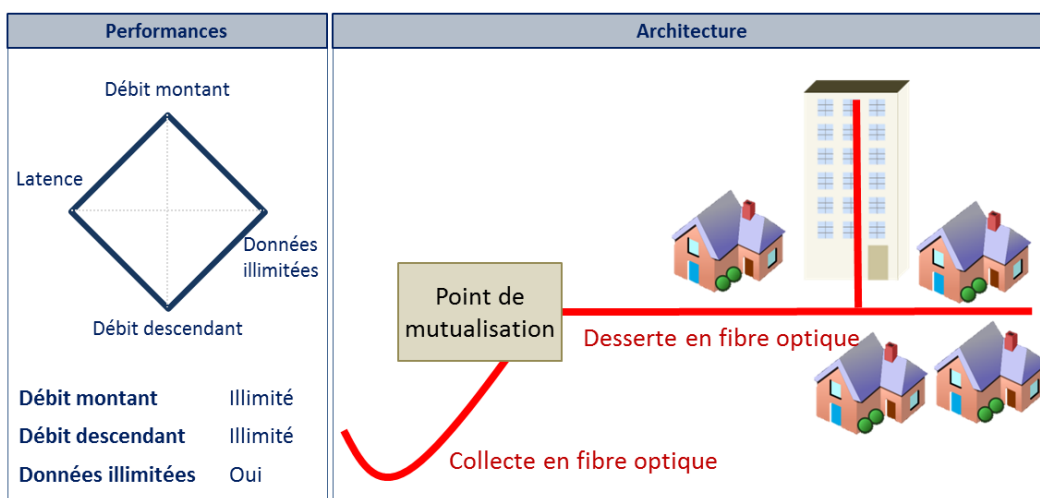 Performances
Débit montant
Latence
Données
illimitées
Débit descendant
Débit montant Illimité
Débit descendant Illimité
Données illimitées Oui
Architecture
Point de
mutualisation
Desserte en fibre optique
Collecte en fibre optique